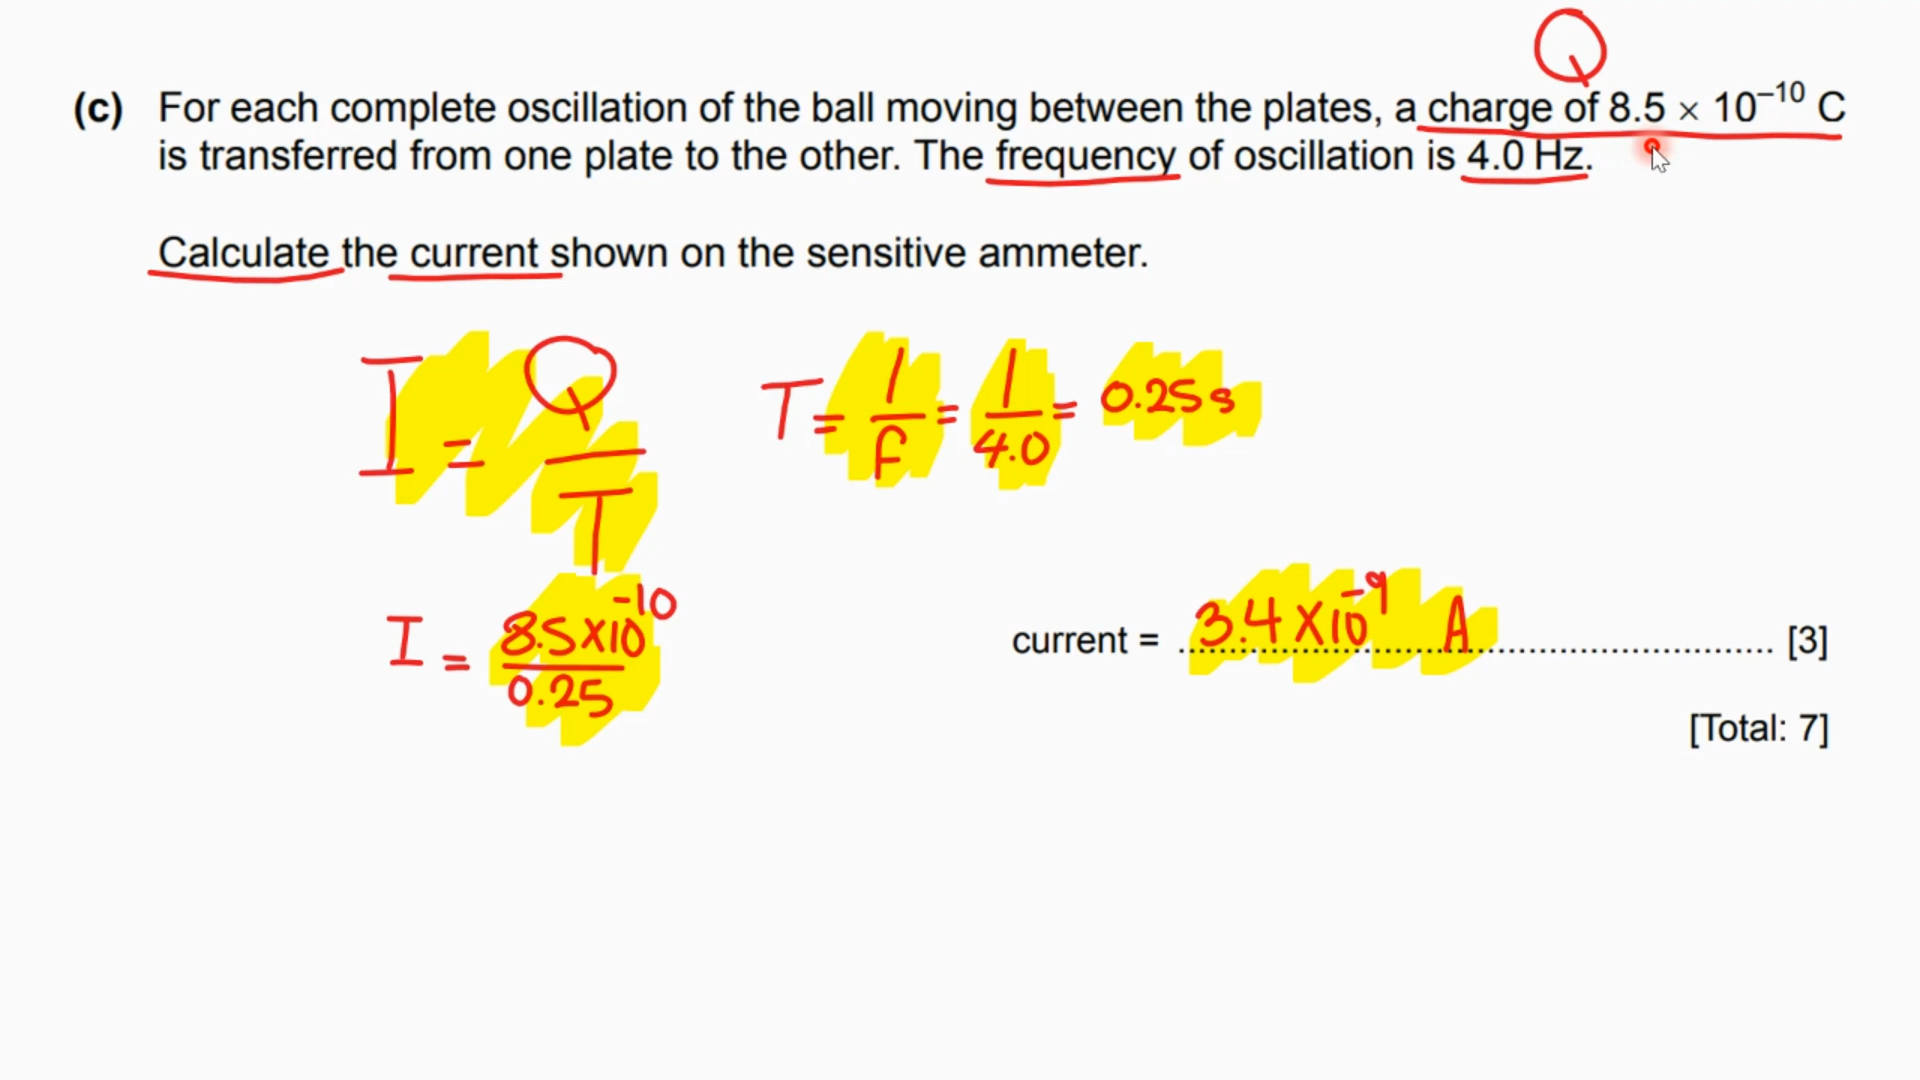 Q
(c) For each complete oscillation of the ball moving between the plates, a charge of 8.5 × 10⁻¹⁰ C
is transferred from one plate to the other. The frequency of oscillation is 4.0 Hz.
Calculate the current shown on the sensitive ammeter.
I = Q/T
T = 1/f = 1/4.0 = 0.25 s
I = 8.5×10⁻¹⁰/0.25
current = 3.4 × 10⁻⁹ A ........ [3]
[Total: 7]